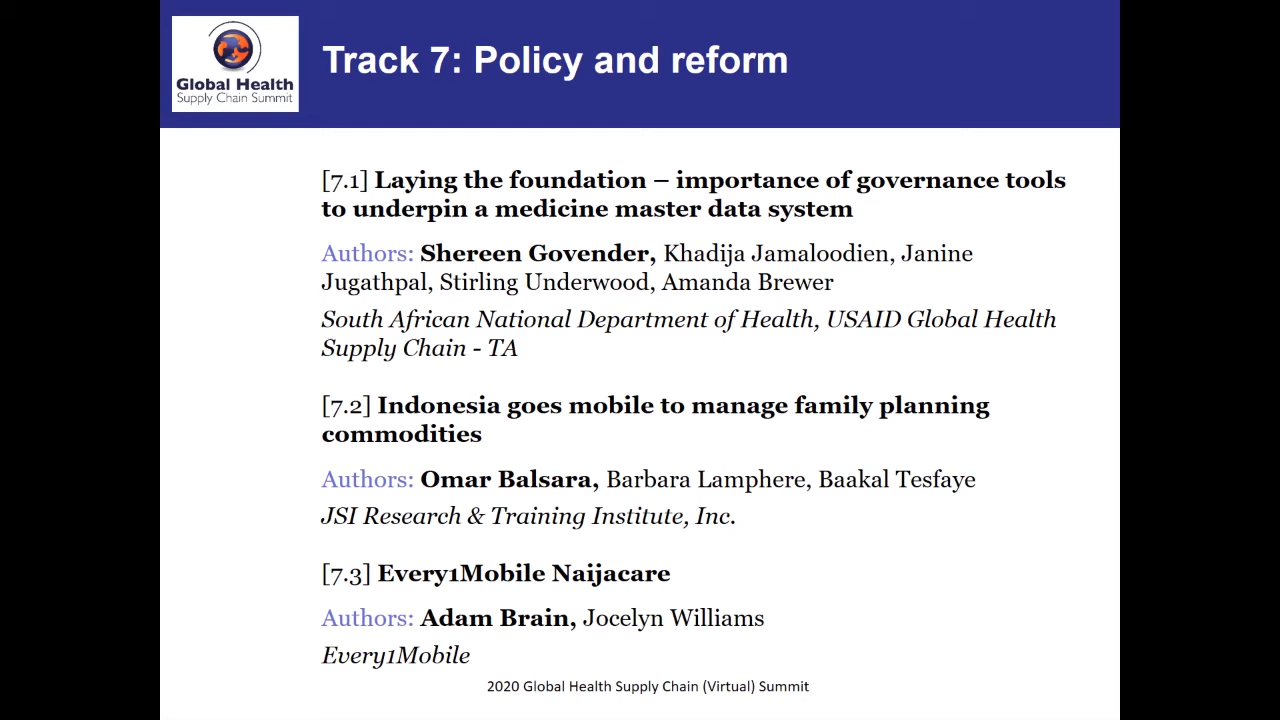 Global Health
Supply Chain Summit
Track 7: Policy and reform
[7.1] Laying the foundation – importance of governance tools
to underpin a medicine master data system
Authors: Shereen Govender, Khadija Jamaloodien, Janine
Jugathpal, Stirling Underwood, Amanda Brewer
South African National Department of Health, USAID Global Health
Supply Chain - TA
[7.2] Indonesia goes mobile to manage family planning
commodities
Authors: Omar Balsara, Barbara Lamphere, Baakal Tesfaye
JSI Research & Training Institute, Inc.
[7.3] Every1Mobile Naijacare
Authors: Adam Brain, Jocelyn Williams
Every1Mobile
2020 Global Health Supply Chain (Virtual) Summit